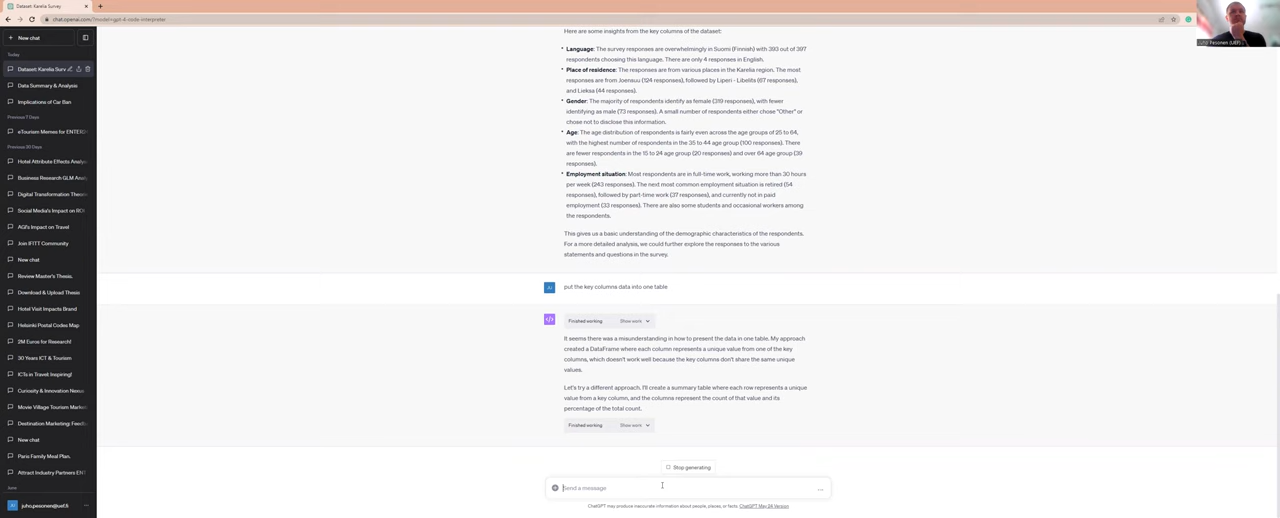 Dataset: Karelia Survey
chat.openai.com/?model=gpt-4-code-interpreter
New chat
Today
Dataset: Karelia Surv
Data Summary & Analysis
Implications of Car Ban
Previous 7 Days
eTourism Memes for ENTER
Previous 30 Days
Hotel Attribute Effects Analy
Business Research GLM Ana
Digital Transformation Theor
Social Media's Impact on ROI
AGI's Impact on Travel
Join IFITT Community
New chat
Review Master's Thesis.
Download & Upload Thesis
Hotel Visit Impacts Brand
Helsinki Postal Codes Map
2M Euros for Research!
30 Years ICT & Tourism
ICTs in Travel: Inspiring!
Curiosity & Innovation Nexus
Movie Village Tourism Market
Destination Marketing: Feedb
New chat
Paris Family Meal Plan.
Attract Industry Partners ENT
June
juho.pesonen@uef.fi
Here are some insights from the key columns of the dataset:
• Language: The survey responses are overwhelmingly in Suomi (Finnish) with 393 out of 397
respondents choosing this language. There are only 4 responses in English.
• Place of residence: The responses are from various places in the Karelia region. The most
responses are from Joensuu (124 responses), followed by Liperi - Libelits (67 responses), and
Lieksa (44 responses).
• Gender: The majority of respondents identify as female (319 responses), with fewer
identifying as male (73 responses). A small number of respondents either chose "Other" or
chose not to disclose this information.
• Age: The age distribution of respondents is fairly even across the age groups of 25 to 64,
with the highest number of respondents in the 35 to 44 age group (100 responses). There
are fewer respondents in the 15 to 24 age group (20 responses) and over 64 age group (39
responses).
• Employment situation: Most respondents are in full-time work, working more than 30 hours
per week (243 responses). The next most common employment situation is retired (54
responses), followed by part-time work (37 responses), and currently not in paid
employment (33 responses). There are also some students and occasional workers among
the respondents.
This gives us a basic understanding of the demographic characteristics of the respondents.
For a more detailed analysis, we could further explore the responses to the various
statements and questions in the survey.
put the key columns data into one table
Finished working Show work
It seems there was a misunderstanding in how to present the data in one table. My approach
created a DataFrame where each column represents a unique value from one of the key
columns, which doesn't work well because the key columns don't share the same unique
values.
Let's try a different approach. I'll create a summary table where each row represents a unique
value from a key column, and the columns represent the count of that value and its
percentage of the total count.
Finished working Show work
Stop generating
Send a message
ChatGPT may produce inaccurate information about people, places, or facts. ChatGPT May 24 Version
Pesonen (UEF)